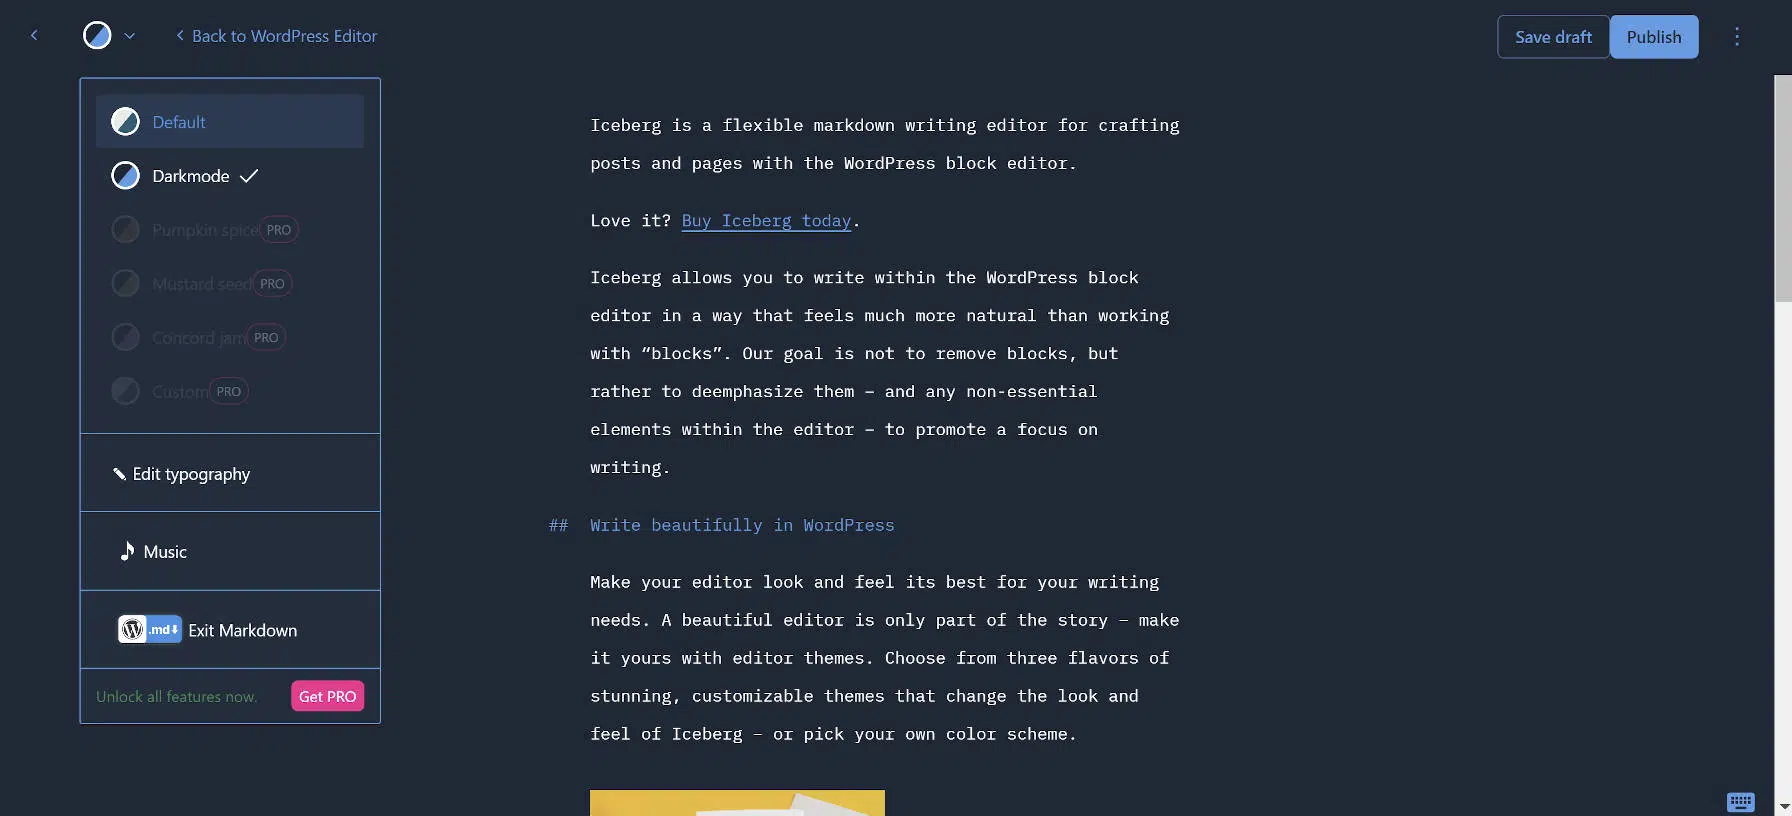 Back to WordPress Editor
Save draft
Publish
Default
Darkmode
Pumpkin spice PRO
Mustard seed PRO
Concord jam PRO
Custom PRO
Edit typography
Music
.md Exit Markdown
Unlock all features now. Get PRO
Iceberg is a flexible markdown writing editor for crafting
posts and pages with the WordPress block editor.
Love it? Buy Iceberg today.
Iceberg allows you to write within the WordPress block
editor in a way that feels much more natural than working
with “blocks”. Our goal is not to remove blocks, but
rather to deemphasize them – and any non-essential
elements within the editor – to promote a focus on
writing.
## Write beautifully in WordPress
Make your editor look and feel its best for your writing
needs. A beautiful editor is only part of the story – make
it yours with editor themes. Choose from three flavors of
stunning, customizable themes that change the look and
feel of Iceberg – or pick your own color scheme.